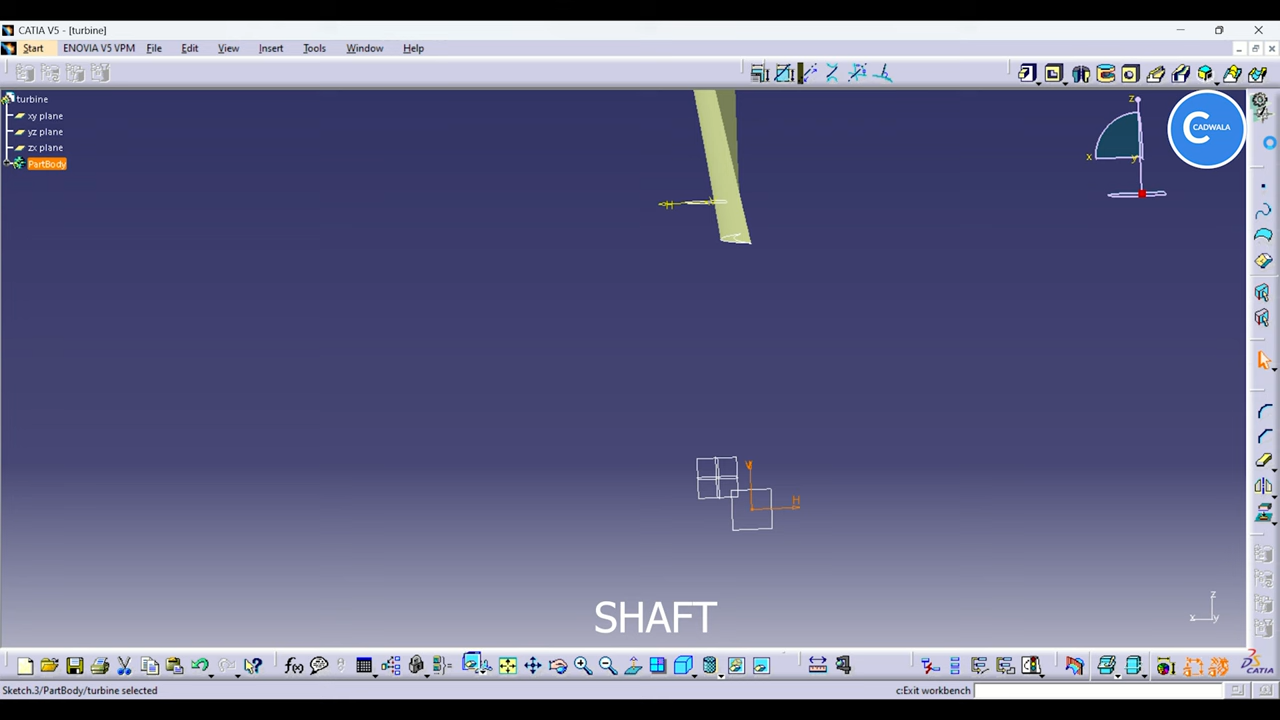 CATIA V5 - [turbine]
Start ENOVIA V5 VPM File Edit View Insert Tools Window Help
turbine
xy plane
yz plane
zx plane
PartBody
z
x
y
C CADWALA
H
V
H
SHAFT
z
x
y
f(x)
CATIA
Sketch.3/PartBody/turbine selected
c:Exit workbench